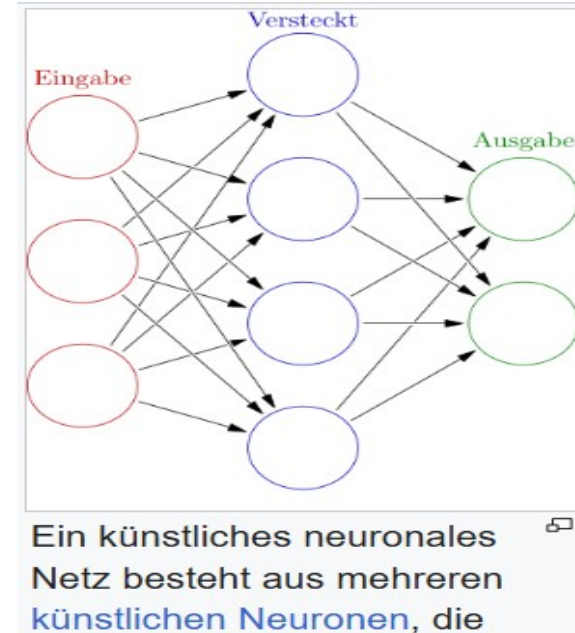 Versteckt
Eingabe
Ausgabe
Ein künstliches neuronales
Netz besteht aus mehreren
künstlichen Neuronen, die